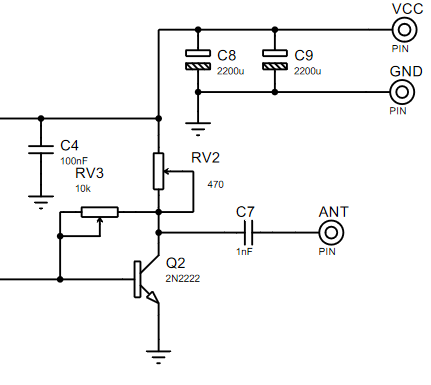 VCC
PIN
C8
2200u
C9
2200u
GND
PIN
C4
100nF
RV3
10k
RV2
470
C7
1nF
ANT
PIN
Q2
2N2222